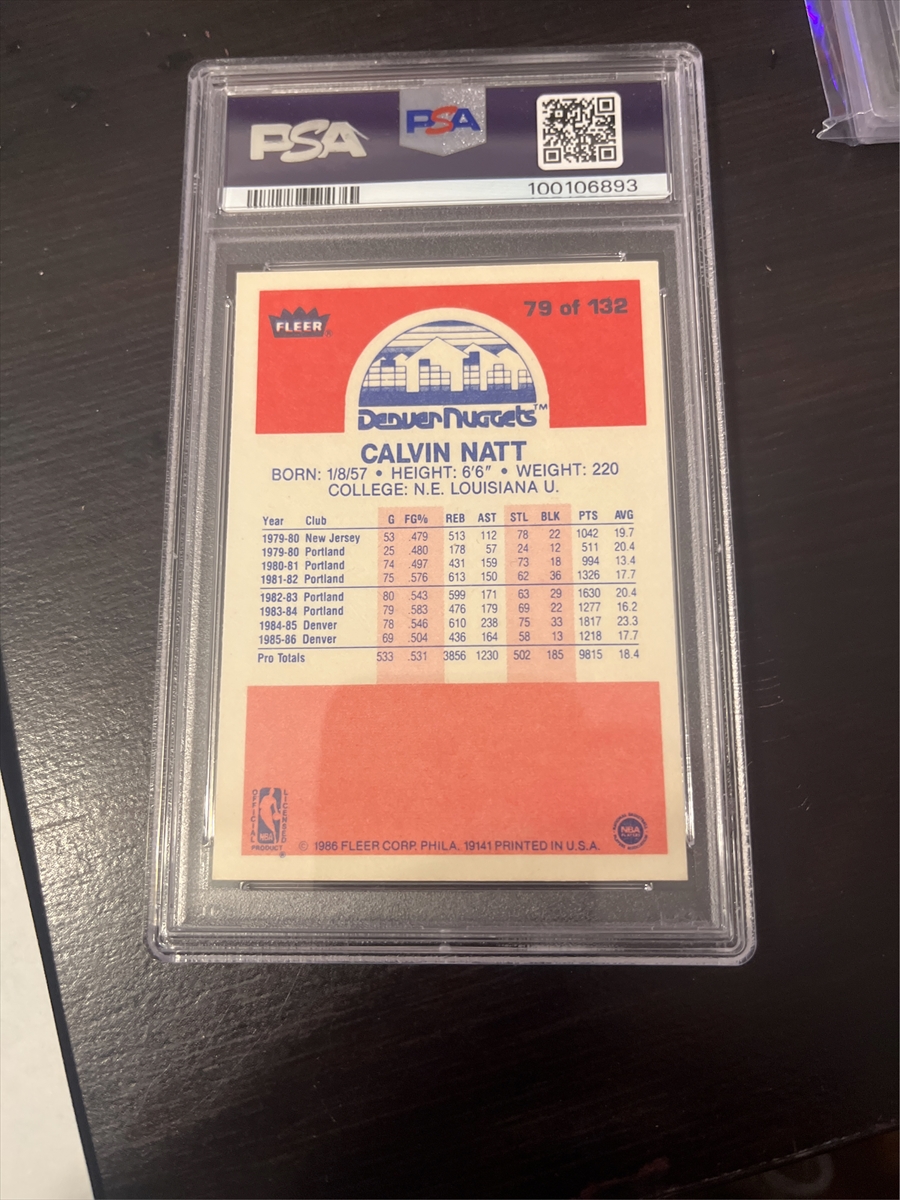 PSA
PSA
100106893
FLEER
79 of 132
Denver Nuggets™
CALVIN NATT
BORN: 1/8/57 • HEIGHT: 6'6" • WEIGHT: 220
COLLEGE: N.E. LOUISIANA U.
Year Club G FG% REB AST STL BLK PTS AVG
1979-80 New Jersey 53 .479 513 112 78 22 1042 19.7
1979-80 Portland 25 .480 178 57 24 12 511 20.4
1980-81 Portland 74 .497 431 159 73 18 994 13.4
1981-82 Portland 75 .576 613 150 62 36 1326 17.7
1982-83 Portland 80 .543 599 171 63 29 1630 20.4
1983-84 Portland 79 .583 476 179 69 22 1277 16.2
1984-85 Denver 78 .546 610 238 75 33 1817 23.3
1985-86 Denver 69 .504 436 164 58 13 1218 17.7
Pro Totals 533 .531 3856 1230 502 185 9815 18.4
OFFICIAL LICENSED
NBA
PRODUCT
© 1986 FLEER CORP. PHILA. 19141 PRINTED IN U.S.A.
NBA
PLAYERS